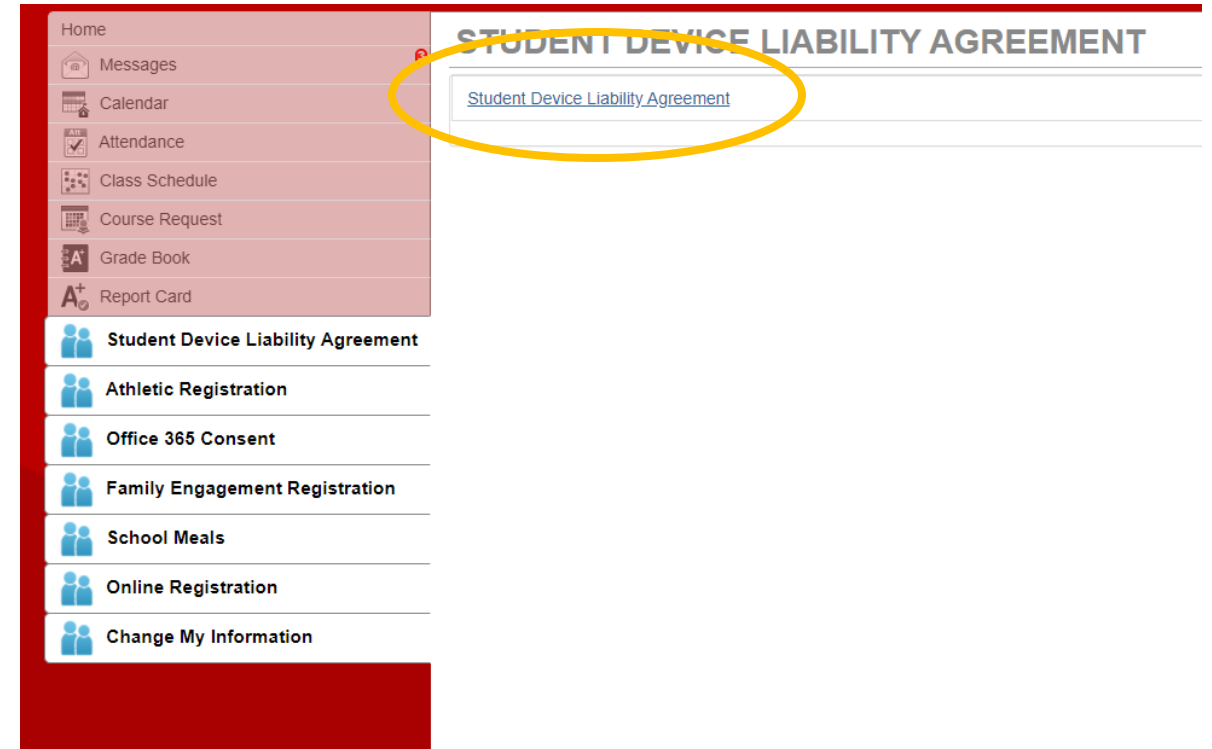 Home
Messages
Calendar
Attendance
Class Schedule
Course Request
Grade Book
Report Card
Student Device Liability Agreement
Athletic Registration
Office 365 Consent
Family Engagement Registration
School Meals
Online Registration
Change My Information
STUDENT DEVICE LIABILITY AGREEMENT
Student Device Liability Agreement